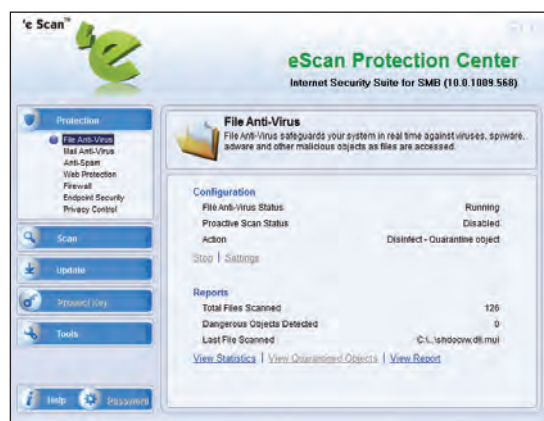 'e Scan™
eScan Protection Center
Internet Security Suite for SMB (10.0.1009.568)
Protection
File Anti-Virus
Mail Anti-Virus
Anti-Spam
Web Protection
Firewall
Endpoint Security
Privacy Control
Scan
Update
Product Key
Tools
Help
Password
File Anti-Virus
File Anti-Virus safeguards your system in real time against viruses, spyware,
adware and other malicious objects as files are accessed.
Configuration
File Anti-Virus Status Running
Proactive Scan Status Disabled
Action Disinfect - Quarantine object
Stop | Settings
Reports
Total Files Scanned 126
Dangerous Objects Detected 0
Last File Scanned C:\...\shdocvw.dll.mui
View Statistics | View Quarantined Objects | View Report